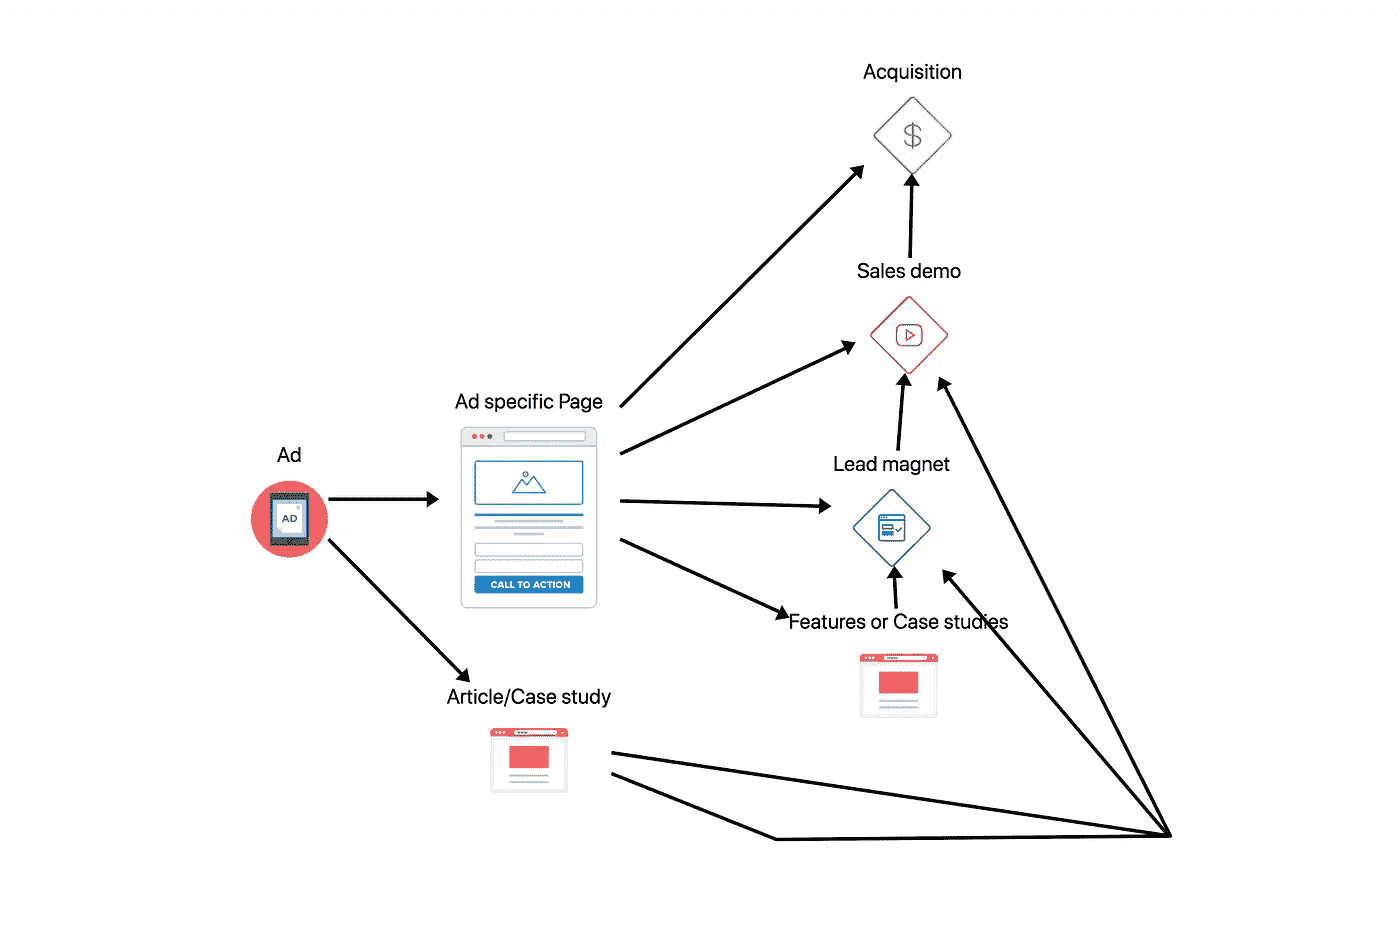 Acquisition
Sales demo
Ad specific Page
Ad
AD
CALL TO ACTION
Lead magnet
Features or Case studies
Article/Case study